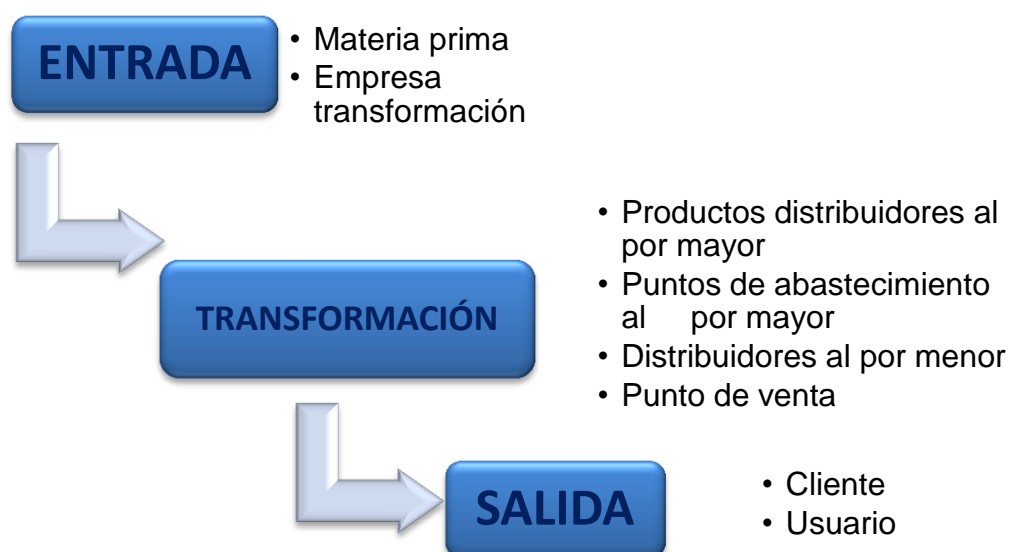 ENTRADA
• Materia prima
• Empresa
transformación
TRANSFORMACIÓN
• Productos distribuidores al
por mayor
• Puntos de abastecimiento
al por mayor
• Distribuidores al por menor
• Punto de venta
SALIDA
• Cliente
• Usuario